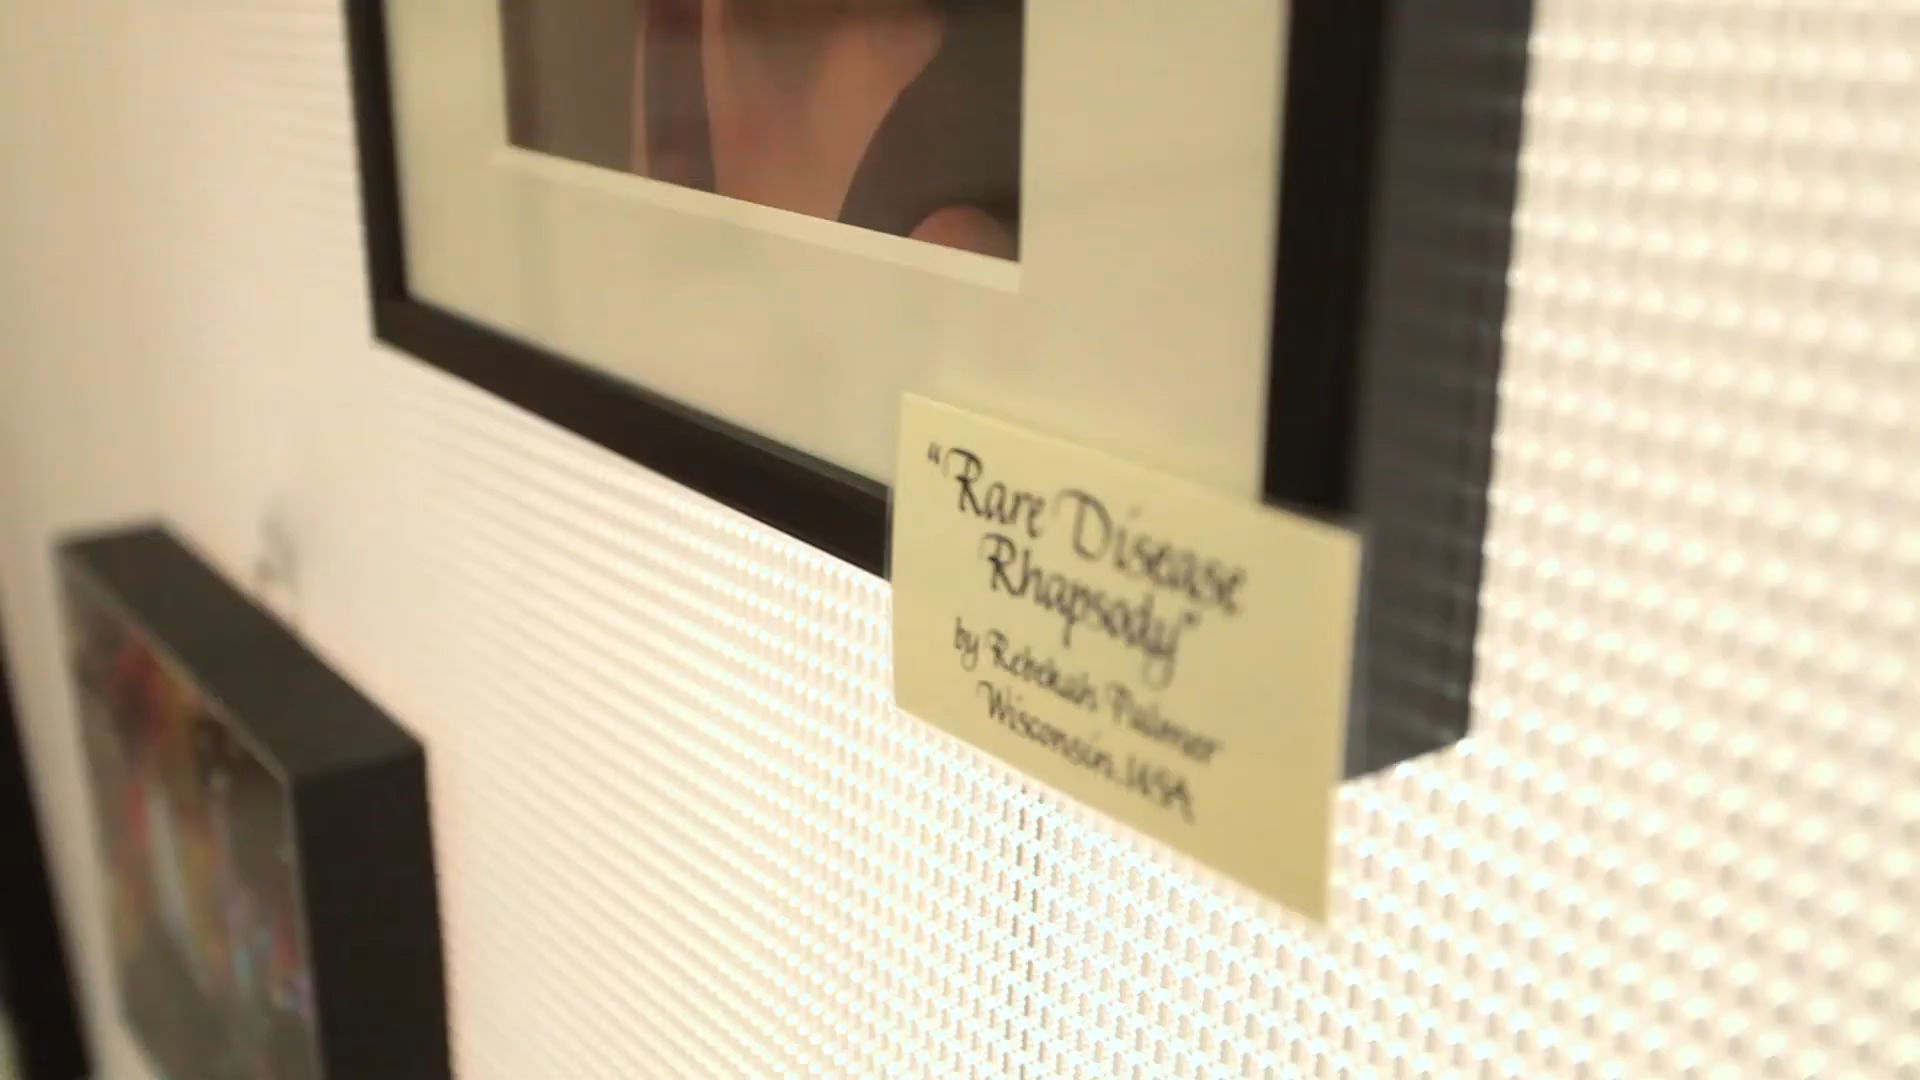 "Rare Disease
Rhapsody"
by Rebekah Palmer
Wisconsin, USA